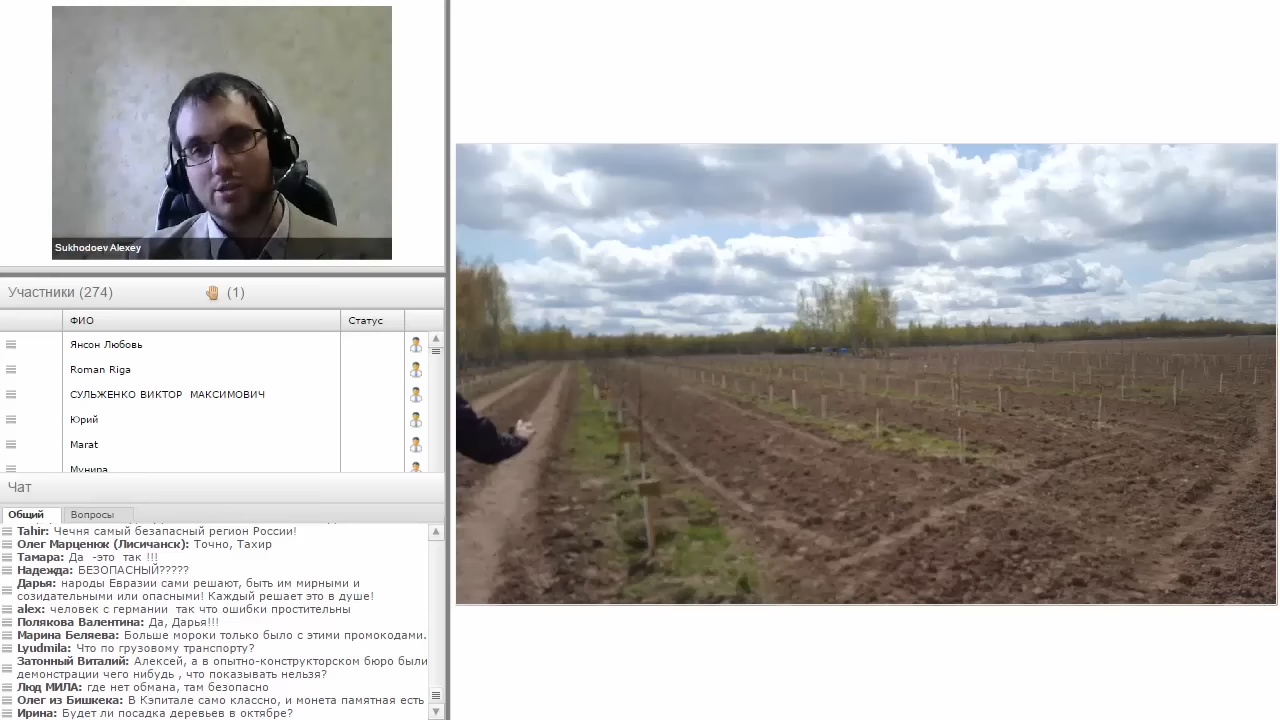 Sukhodoev Alexey
Участники (274) (1)
ФИО Статус
Янсон Любовь
Roman Riga
СУЛЬЖЕНКО ВИКТОР МАКСИМОВИЧ
Юрий
Marat
Мунира
Чат
Общий Вопросы
Tahir: Чечня самый безапасный регион России!
Олег Марценюк (Лисичанск): Точно, Тахир
Тамара: Да -это так !!!
Надежда: БЕЗОПАСНЫЙ?????
Дарья: народы Евразии сами решают, быть им мирными и
созидательными или опасными! Каждый решает это в душе!
alex: человек с германии так что ошибки простительны
Полякова Валентина: Да, Дарья!!!
Марина Беляева: Больше мороки только было с этими промокодами.
Lyudmila: Что по грузовому транспорту?
Затонный Виталий: Алексей, а в опытно-конструкторском бюро были
демонстрации чего нибудь , что показывать нельзя?
Люд МИЛА: где нет обмана, там безопасно
Олег из Бишкека: В Кэпитале само классно, и монета памятная есть
Ирина: Будет ли посадка деревьев в октябре?